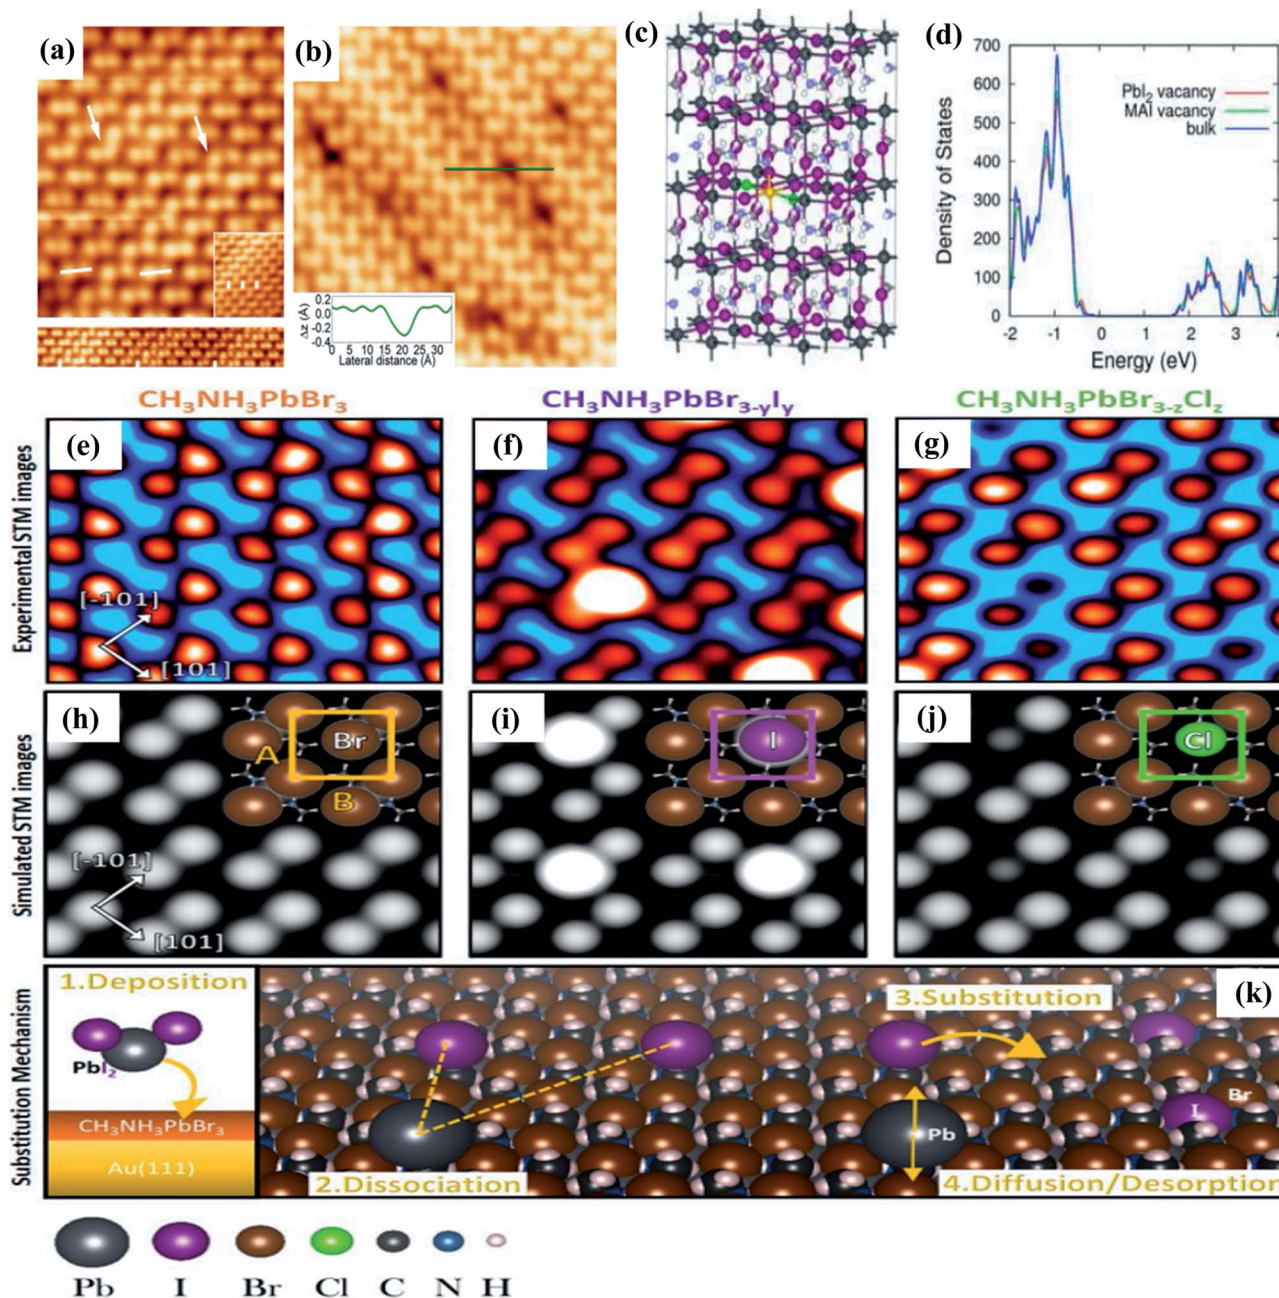 (a)
(b)
(c)
(d)
0.2
0.0
-0.2
-0.4
Δz (Å)
0 5 10 15 20 25 30
Lateral distance (Å)
700
600
500
400
300
200
100
0
Density of States
PbI₂ vacancy
MAI vacancy
bulk
-2 -1 0 1 2 3 4
Energy (eV)
CH₃NH₃PbBr₃
CH₃NH₃PbBr₃₋yIy
CH₃NH₃PbBr₃₋zClz
Experimental STM images
(e)
[-101]
[101]
(f)
(g)
Simulated STM images
(h)
Br
A
B
[-101]
[101]
(i)
I
(j)
Cl
Substitution Mechanism
1.Deposition
PbI₂
CH₃NH₃PbBr₃
Au(111)
2.Dissociation
3.Substitution
(k)
Br
I
Pb
4.Diffusion/Desorption
Pb I Br Cl C N H